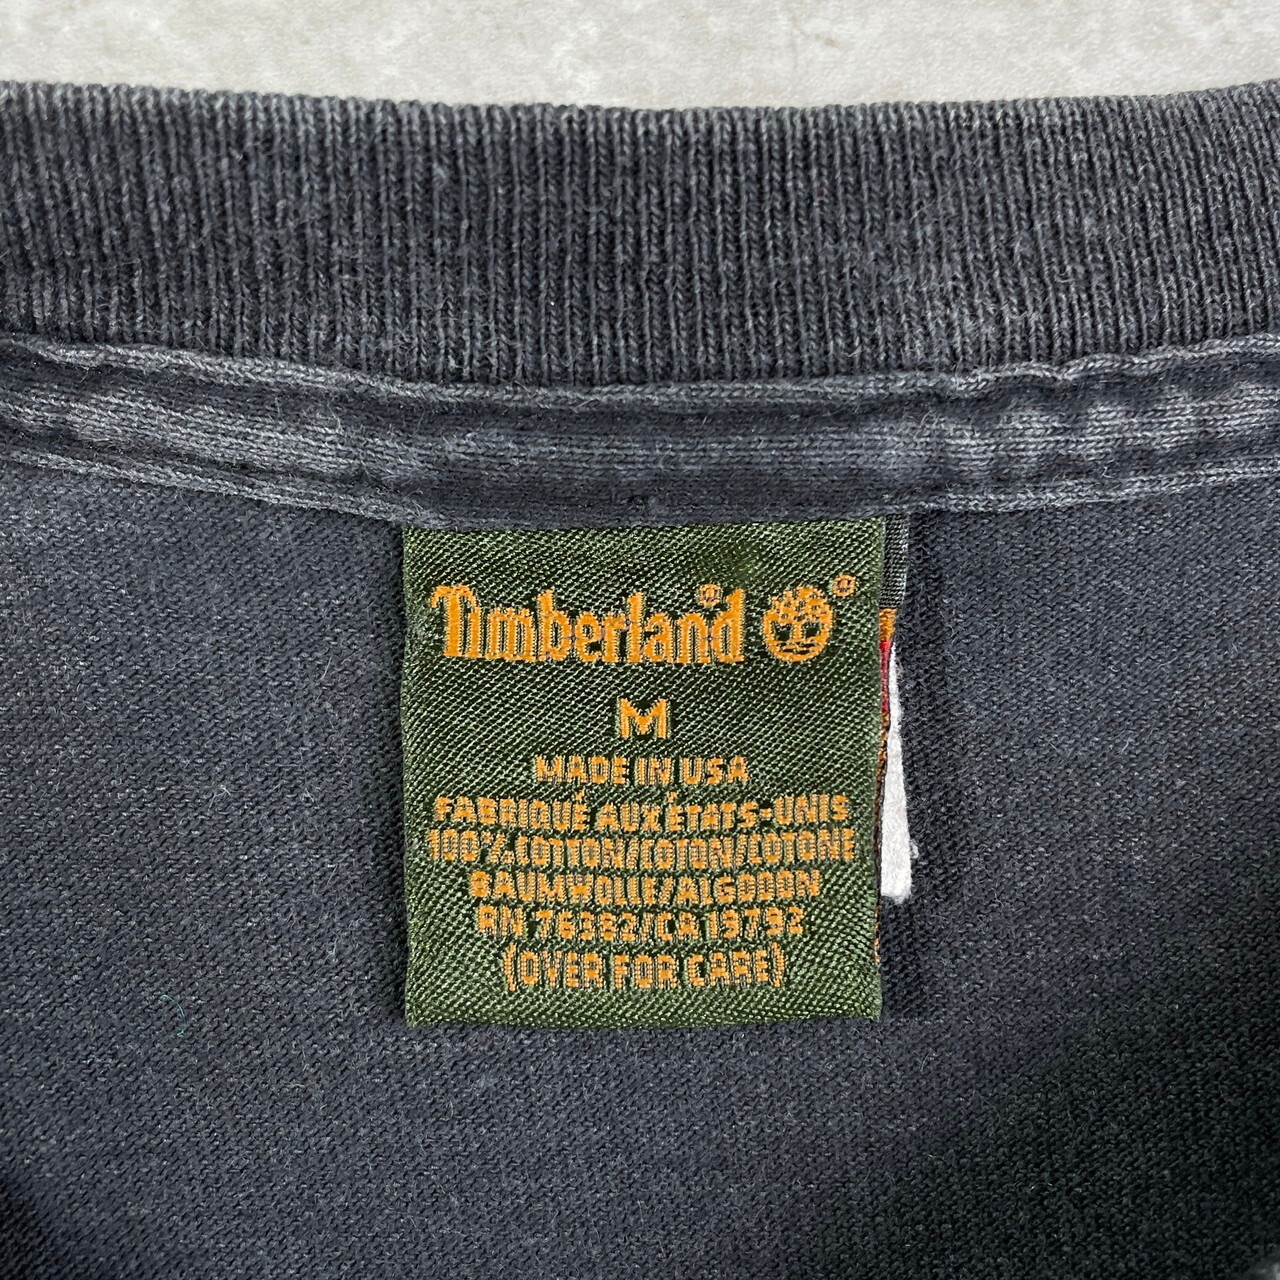 Timberland®®
M
MADE IN USA
FABRIQUÉ AUX ÉTATS-UNIS
100% COTTON/COTON/COTONE
BAUMWOLLE/ALGODON
RN 76382/CA 19792
(OVER FOR CARE)